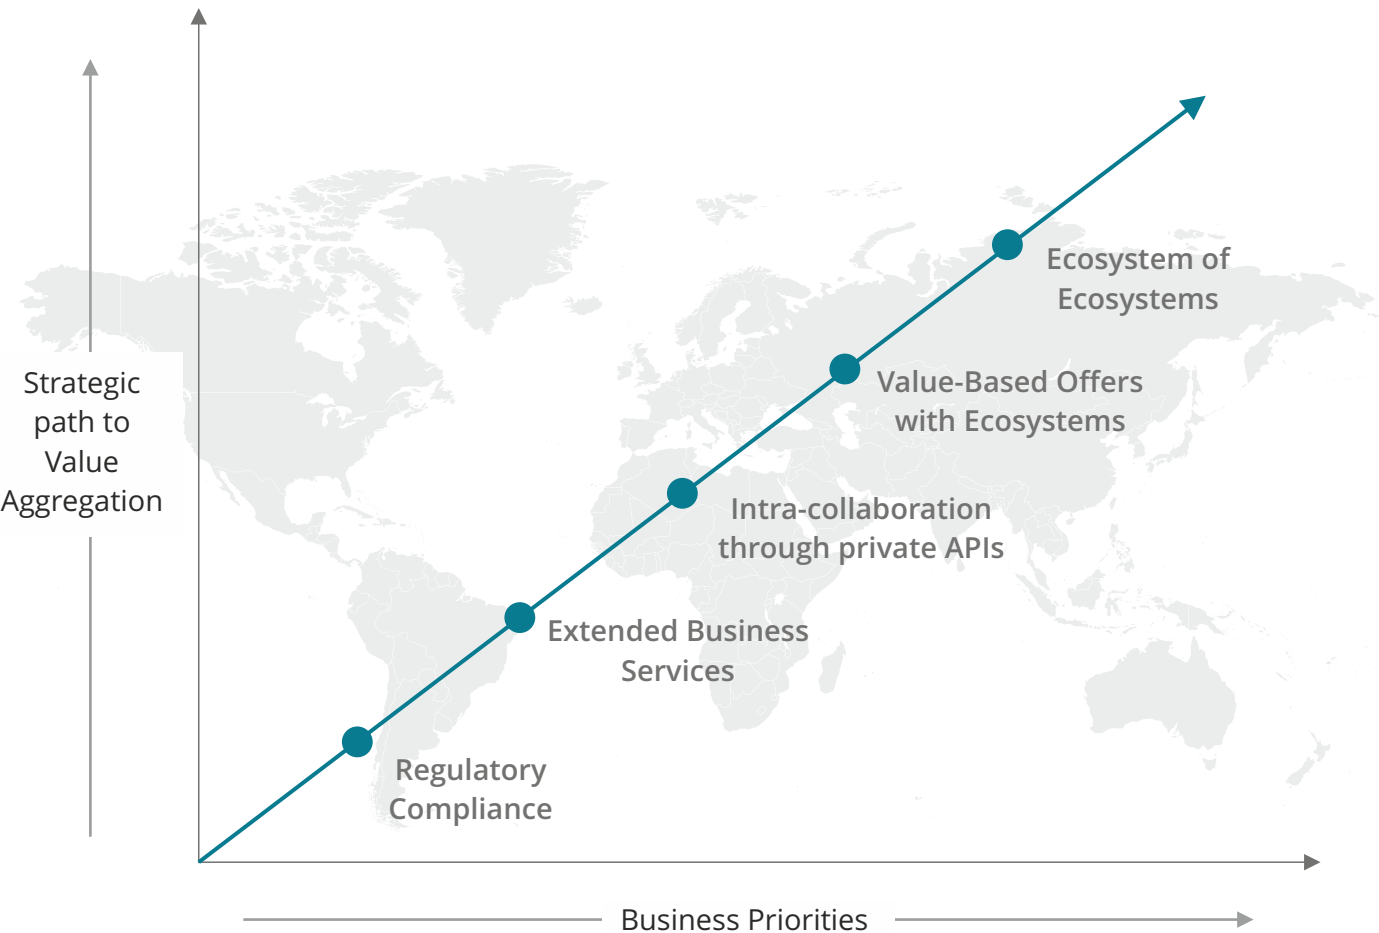 Ecosystem of
Ecosystems
Value-Based Offers
with Ecosystems
Strategic
path to
Value
Aggregation
Intra-collaboration
through private APIs
Extended Business
Services
Regulatory
Compliance
Business Priorities